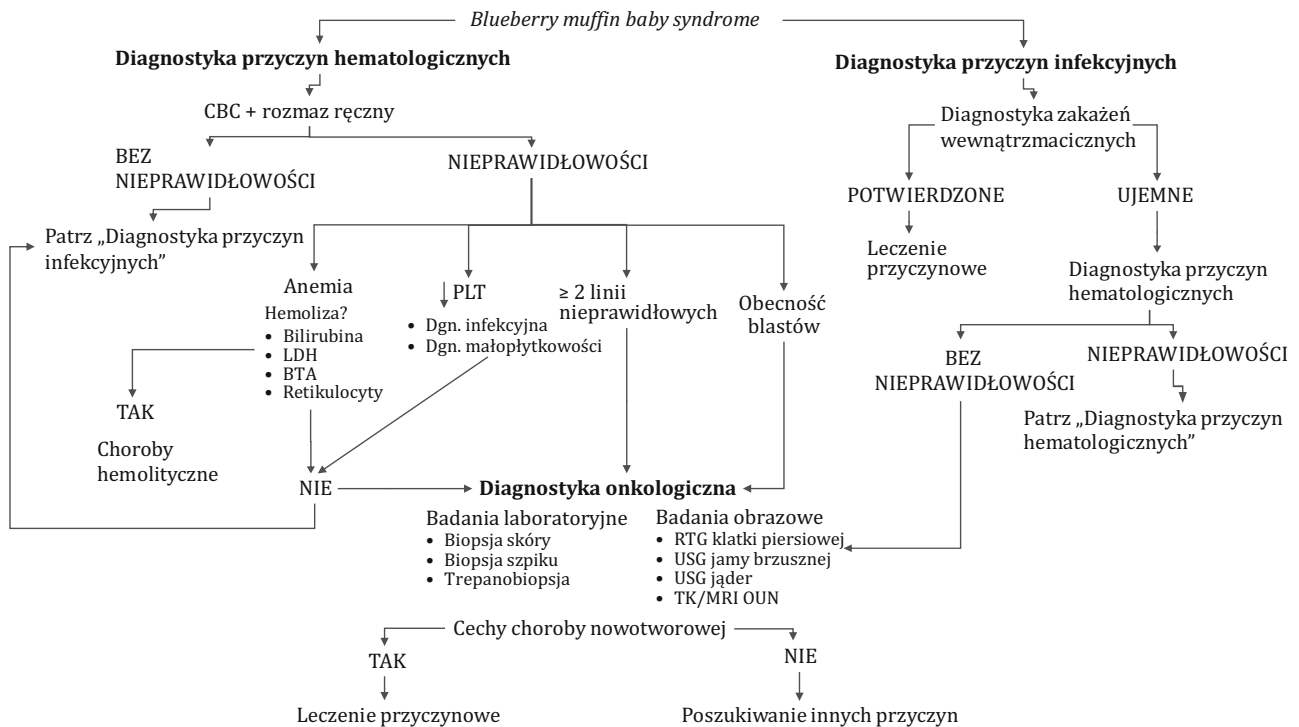 Blueberry muffin baby syndrome
Diagnostyka przyczyn hematologicznych
CBC + rozmaz ręczny
BEZ
NIEPRAWIDŁOWOŚCI
Patrz „Diagnostyka przyczyn
infekcyjnych”
NIEPRAWIDŁOWOŚCI
Anemia
Hemoliza?
• Bilirubina
• LDH
• BTA
• Retikulocyty
TAK
Choroby
hemolityczne
NIE
↓ PLT
• Dgn. infekcyjna
• Dgn. małopłytkowości
≥ 2 linii
nieprawidłowych
Obecność
blastów
Diagnostyka przyczyn infekcyjnych
Diagnostyka zakażeń
wewnątrzmacicznych
POTWIERDZONE
Leczenie
przyczynowe
UJEMNE
Diagnostyka przyczyn
hematologicznych
BEZ
NIEPRAWIDŁOWOŚCI
NIEPRAWIDŁOWOŚCI
Patrz „Diagnostyka przyczyn
hematologicznych”
Diagnostyka onkologiczna
Badania laboratoryjne
• Biopsja skóry
• Biopsja szpiku
• Trepanobiopsja
Badania obrazowe
• RTG klatki piersiowej
• USG jamy brzusznej
• USG jąder
• TK/MRI OUN
Cechy choroby nowotworowej
TAK
Leczenie przyczynowe
NIE
Poszukiwanie innych przyczyn